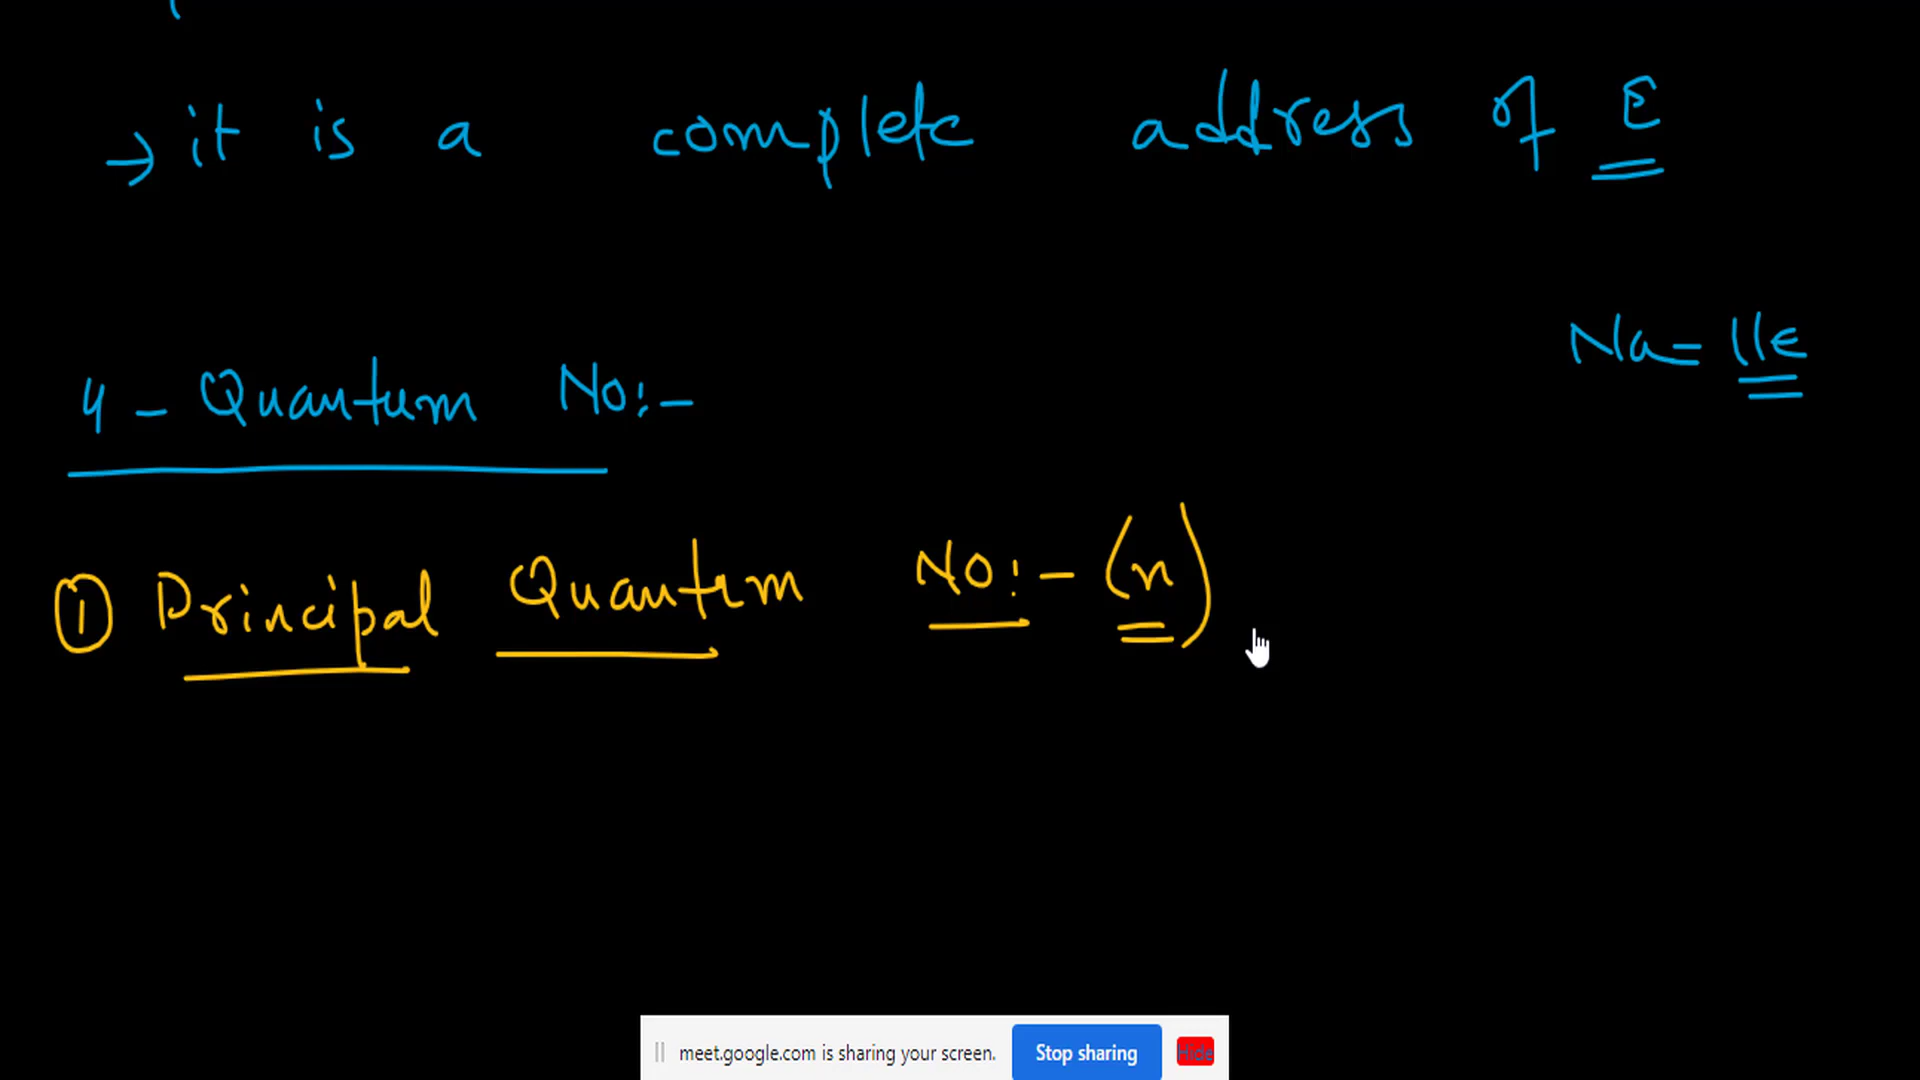 → it is a complete address of E
Na = 11e
4 - Quantum No:-
① Principal Quantum No:- (n)
meet.google.com is sharing your screen. Stop sharing Hide